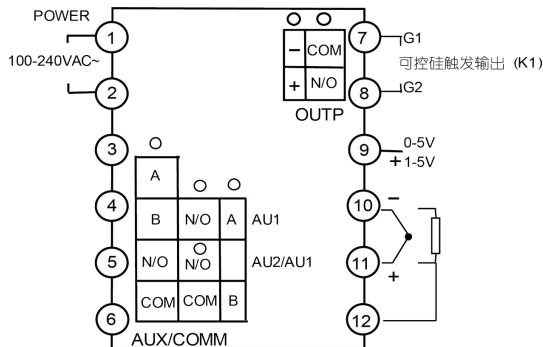 POWER
100-240VAC~
1
2
3
4
5
6
7
8
9
10
11
12
− COM
+ N/O
OUTP
G1
可控硅触发输出 (K1)
G2
0-5V
+ 1-5V
−
+
A
B N/O A AU1
N/O N/O AU2/AU1
COM COM B
AUX/COMM